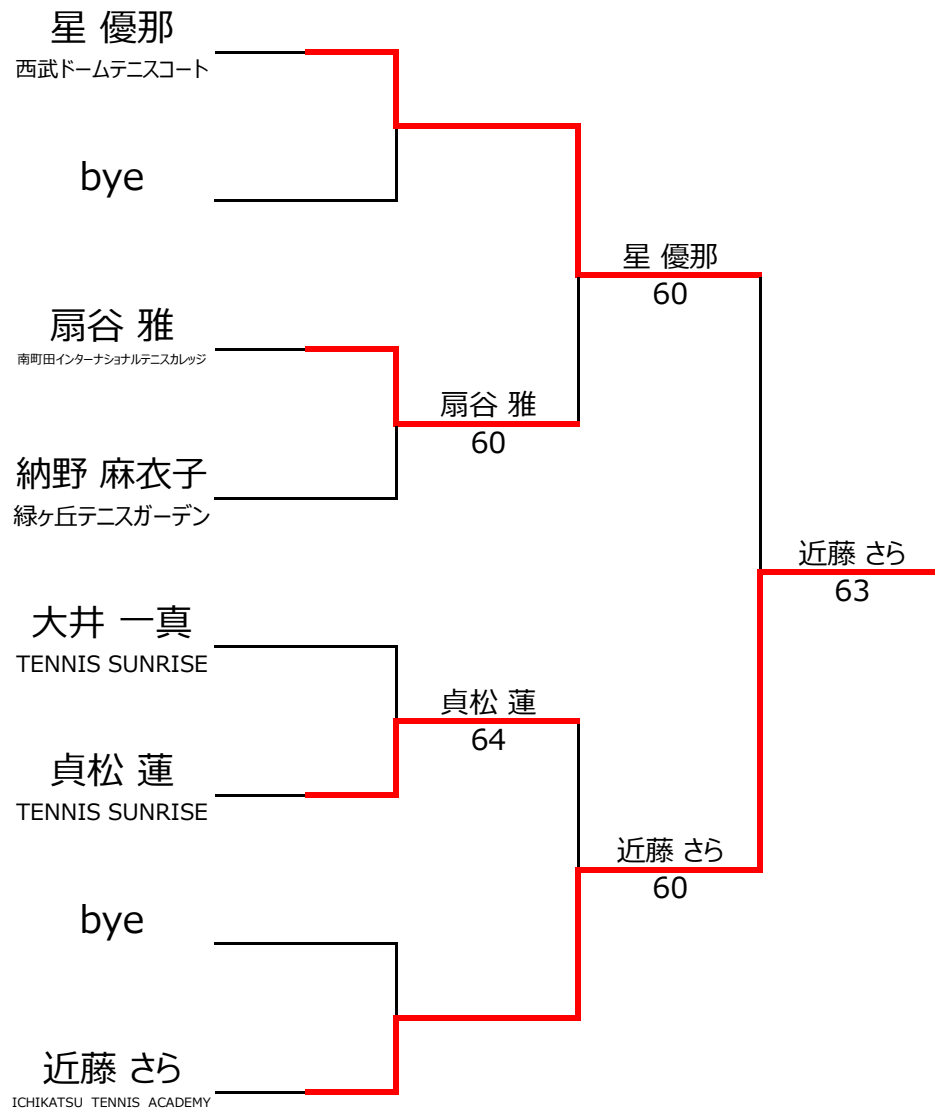 星 優那
西武ドームテニスコート
bye
扇谷 雅
南町田インターナショナルテニスカレッジ
納野 麻衣子
緑ヶ丘テニスガーデン
大井 一真
TENNIS SUNRISE
貞松 蓮
TENNIS SUNRISE
bye
近藤 さら
ICHIKATSU TENNIS ACADEMY
扇谷 雅
60
貞松 蓮
64
星 優那
60
近藤 さら
60
近藤 さら
63